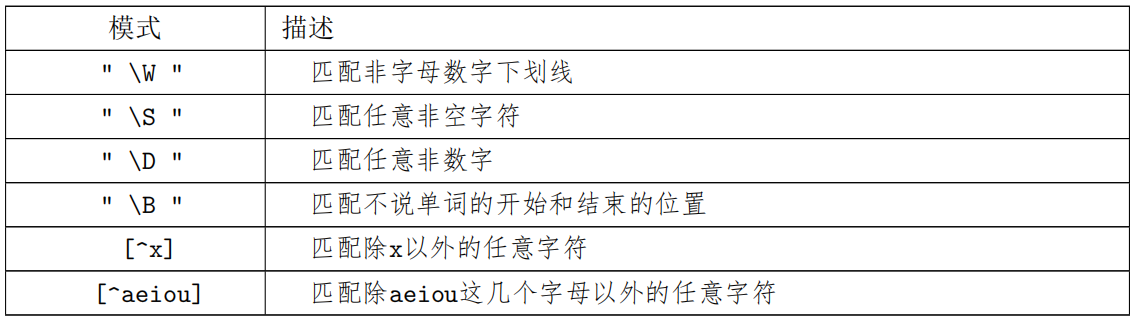 模式 描述
" \W " 匹配非字母数字下划线
" \S " 匹配任意非空字符
" \D " 匹配任意非数字
" \B " 匹配不说单词的开始和结束的位置
[^x] 匹配除x以外的任意字符
[^aeiou] 匹配除aeiou这几个字母以外的任意字符